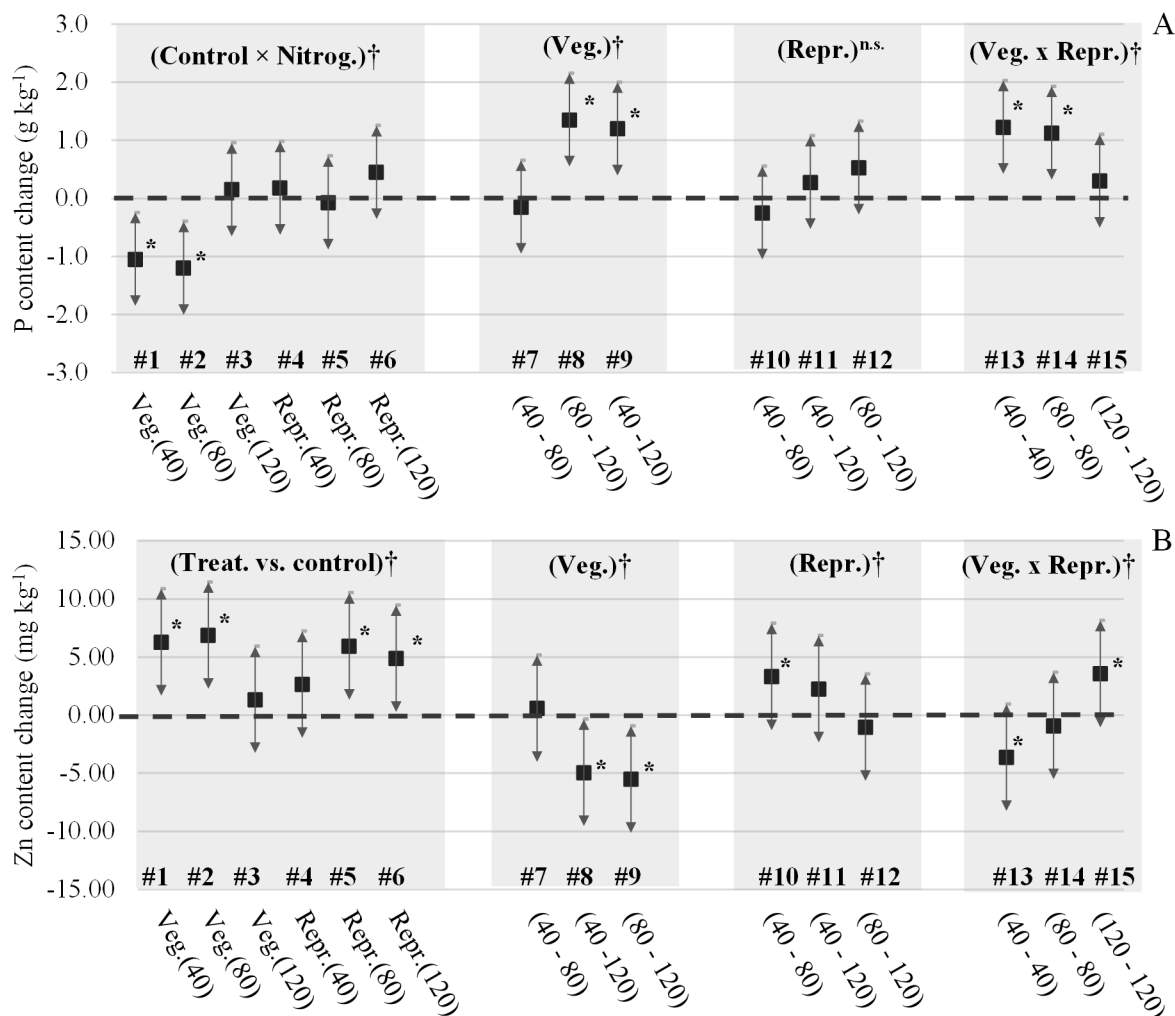 A
P content change (g kg⁻¹)
3.0
2.0
1.0
0.0
-1.0
-2.0
-3.0
(Control × Nitrog.)† (Veg.)† (Repr.)n.s. (Veg. x Repr.)†
* * * * * *
#1 #2 #3 #4 #5 #6 #7 #8 #9 #10 #11 #12 #13 #14 #15
Veg.(40)
Veg.(80)
Veg.(120)
Repr.(40)
Repr.(80)
Repr.(120)
(40 - 80)
(80 - 120)
(40 -120)
(40 - 80)
(40 - 120)
(80 - 120)
(40 - 40)
(80 - 80)
(120 - 120)
B
Zn content change (mg kg⁻¹)
15.00
10.00
5.00
0.00
-5.00
-10.00
-15.00
(Treat. vs. control)† (Veg.)† (Repr.)† (Veg. x Repr.)†
* * * * * * * * *
#1 #2 #3 #4 #5 #6 #7 #8 #9 #10 #11 #12 #13 #14 #15
Veg.(40)
Veg.(80)
Veg.(120)
Repr.(40)
Repr.(80)
Repr.(120)
(40 - 80)
(40 - 120)
(80 - 120)
(40 - 80)
(40 - 120)
(80 - 120)
(40 - 40)
(80 - 80)
(120 - 120)